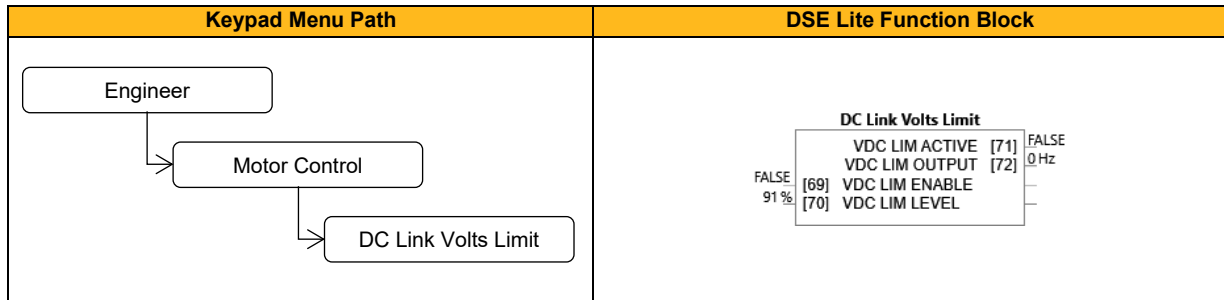 Keypad Menu Path
DSE Lite Function Block
Engineer
Motor Control
DC Link Volts Limit
DC Link Volts Limit
VDC LIM ACTIVE [71] FALSE
VDC LIM OUTPUT [72] 0 Hz
FALSE [69] VDC LIM ENABLE
91 % [70] VDC LIM LEVEL